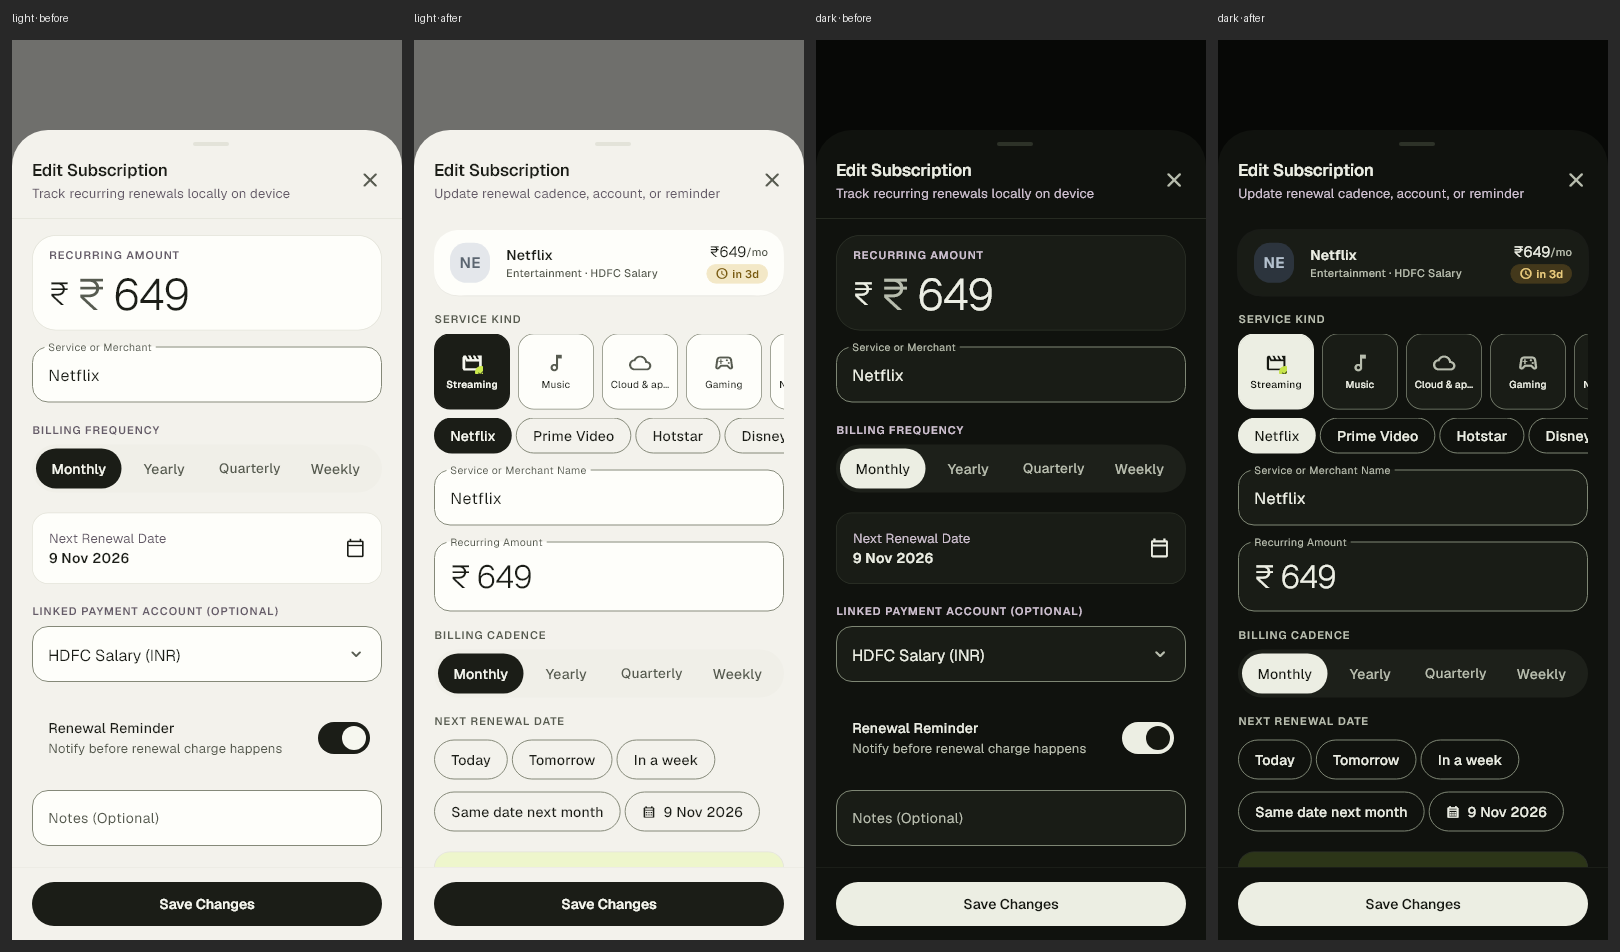 light·before
Edit Subscription
Track recurring renewals locally on device
RECURRING AMOUNT
₹ ₹ 649
Service or Merchant
Netflix
BILLING FREQUENCY
Monthly Yearly Quarterly Weekly
Next Renewal Date
9 Nov 2026
LINKED PAYMENT ACCOUNT (OPTIONAL)
HDFC Salary (INR)
Renewal Reminder
Notify before renewal charge happens
Notes (Optional)
Save Changes
light·after
Edit Subscription
Update renewal cadence, account, or reminder
NE
Netflix
Entertainment · HDFC Salary
₹649/mo
in 3d
SERVICE KIND
Streaming Music Cloud & ap... Gaming N
Netflix Prime Video Hotstar Disney
Service or Merchant Name
Netflix
Recurring Amount
₹ 649
BILLING CADENCE
Monthly Yearly Quarterly Weekly
NEXT RENEWAL DATE
Today Tomorrow In a week
Same date next month 9 Nov 2026
Save Changes
dark·before
Edit Subscription
Track recurring renewals locally on device
RECURRING AMOUNT
₹ ₹ 649
Service or Merchant
Netflix
BILLING FREQUENCY
Monthly Yearly Quarterly Weekly
Next Renewal Date
9 Nov 2026
LINKED PAYMENT ACCOUNT (OPTIONAL)
HDFC Salary (INR)
Renewal Reminder
Notify before renewal charge happens
Notes (Optional)
Save Changes
dark·after
Edit Subscription
Update renewal cadence, account, or reminder
NE
Netflix
Entertainment · HDFC Salary
₹649/mo
in 3d
SERVICE KIND
Streaming Music Cloud & ap... Gaming N
Netflix Prime Video Hotstar Disney
Service or Merchant Name
Netflix
Recurring Amount
₹ 649
BILLING CADENCE
Monthly Yearly Quarterly Weekly
NEXT RENEWAL DATE
Today Tomorrow In a week
Same date next month 9 Nov 2026
Save Changes